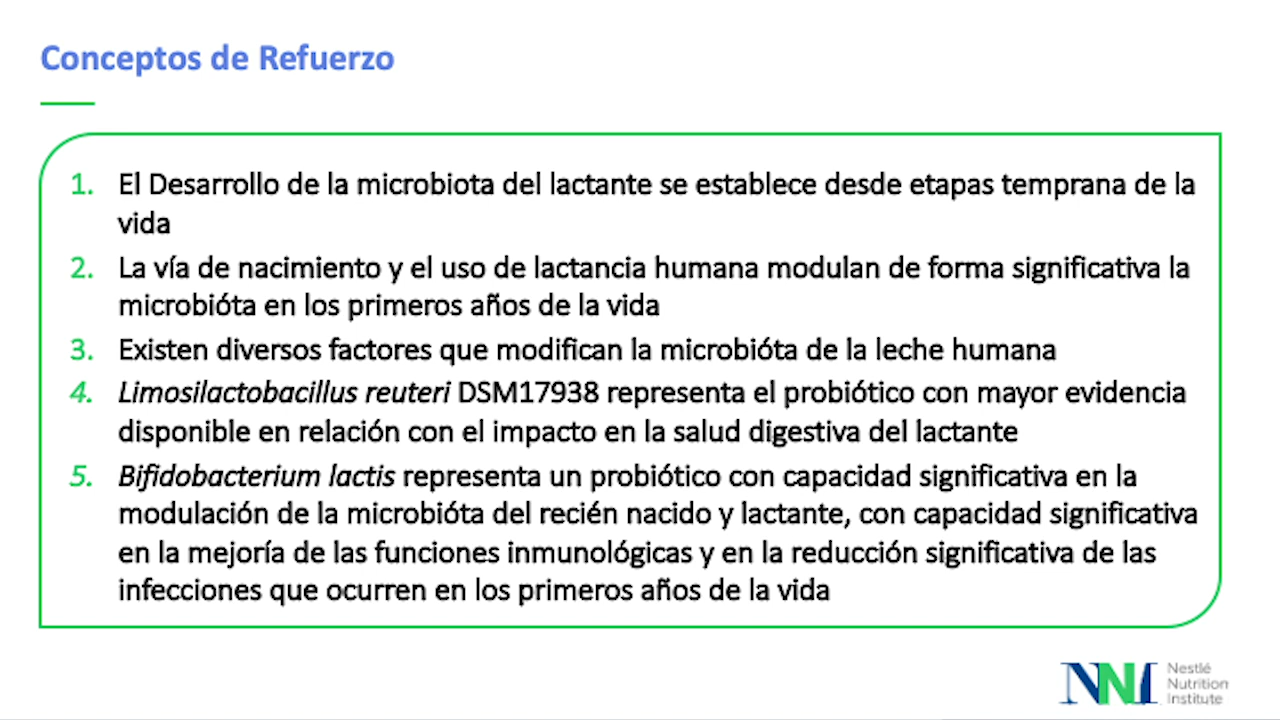 Conceptos de Refuerzo
1. El Desarrollo de la microbiota del lactante se establece desde etapas temprana de la
vida
2. La vía de nacimiento y el uso de lactancia humana modulan de forma significativa la
microbióta en los primeros años de la vida
3. Existen diversos factores que modifican la microbióta de la leche humana
4. Limosilactobacillus reuteri DSM17938 representa el probiótico con mayor evidencia
disponible en relación con el impacto en la salud digestiva del lactante
5. Bifidobacterium lactis representa un probiótico con capacidad significativa en la
modulación de la microbióta del recién nacido y lactante, con capacidad significativa
en la mejoría de las funciones inmunológicas y en la reducción significativa de las
infecciones que ocurren en los primeros años de la vida
NNI
Nestlé
Nutrition
Institute